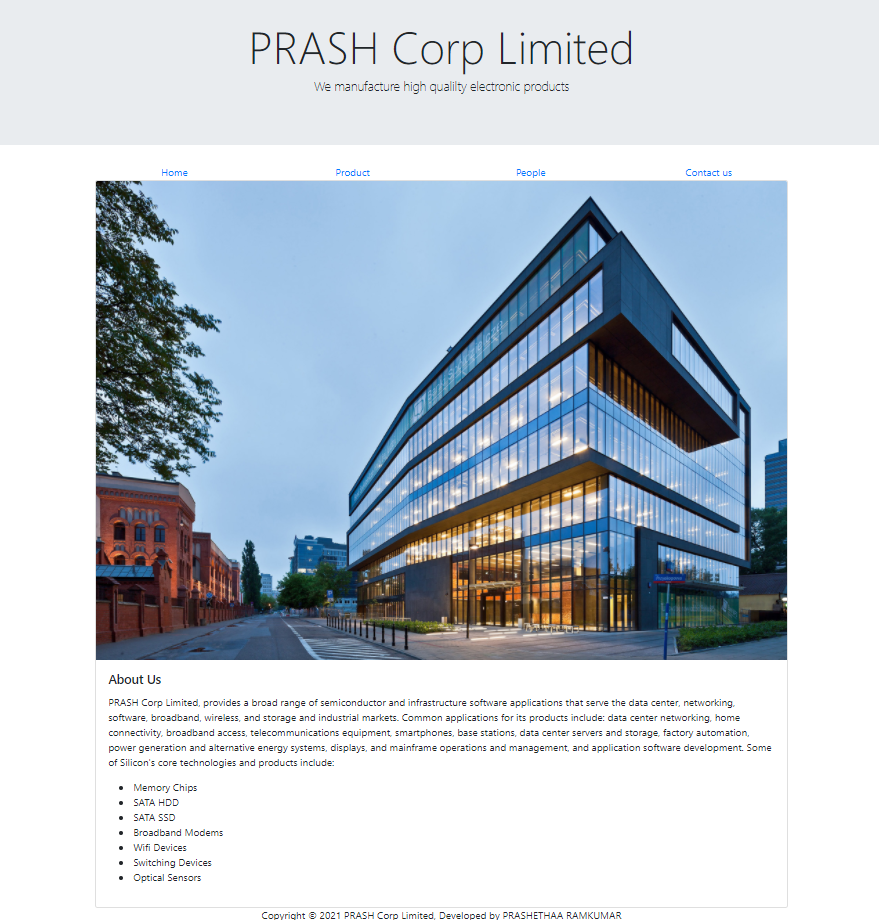 PRASH Corp Limited
We manufacture high qualilty electronic products
Home Product People Contact us
About Us
PRASH Corp Limited, provides a broad range of semiconductor and infrastructure software applications that serve the data center, networking,
software, broadband, wireless, and storage and industrial markets. Common applications for its products include: data center networking, home
connectivity, broadband access, telecommunications equipment, smartphones, base stations, data center servers and storage, factory automation,
power generation and alternative energy systems, displays, and mainframe operations and management, and application software development. Some
of Silicon's core technologies and products include:
• Memory Chips
• SATA HDD
• SATA SSD
• Broadband Modems
• Wifi Devices
• Switching Devices
• Optical Sensors
Copyright © 2021 PRASH Corp Limited, Developed by PRASHETHAA RAMKUMAR